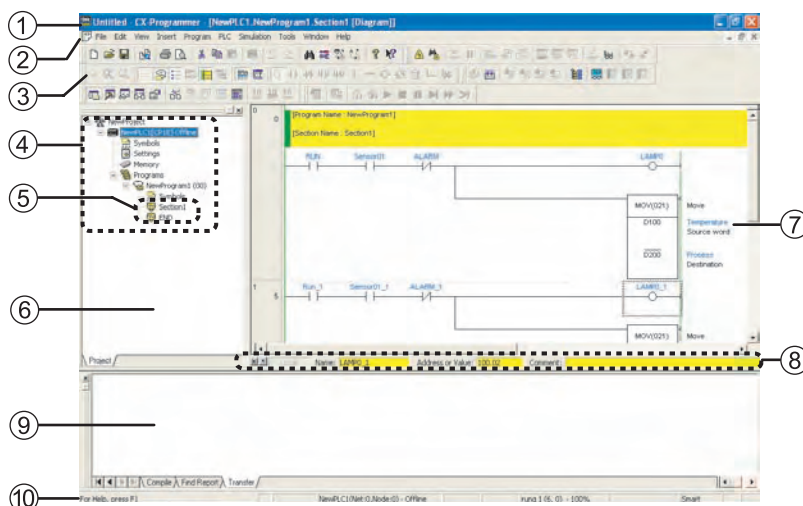 1
Untitled - CX-Programmer - [NewPLC1.NewProgram1.Section1 [Diagram]]
2
File Edit View Insert Program PLC Simulation Tools Window Help
3
4
NewProject
NewPLC1[CP1E] Offline
Symbols
Settings
Memory
Programs
NewProgram1 (00)
Symbols
5
Section1
END
6
Project
0
0
[Program Name : NewProgram1]
[Section Name : Section1]
RUN Sensor01 ALARM LAMP0
MOV(021) Move
D100 Temperature
Source word
7
D200 Process
Destination
1
5
Run_1 Sensor01_1 ALARM_1 LAMP0_1
MOV(021) Move
Name: LAMP0_1 Address or Value: 100.02 Comment:
8
9
Compile Find Report Transfer
10
For Help, press F1 NewPLC1(Net:0,Node:0) - Offline rung 1 (6, 0) - 100% Smart